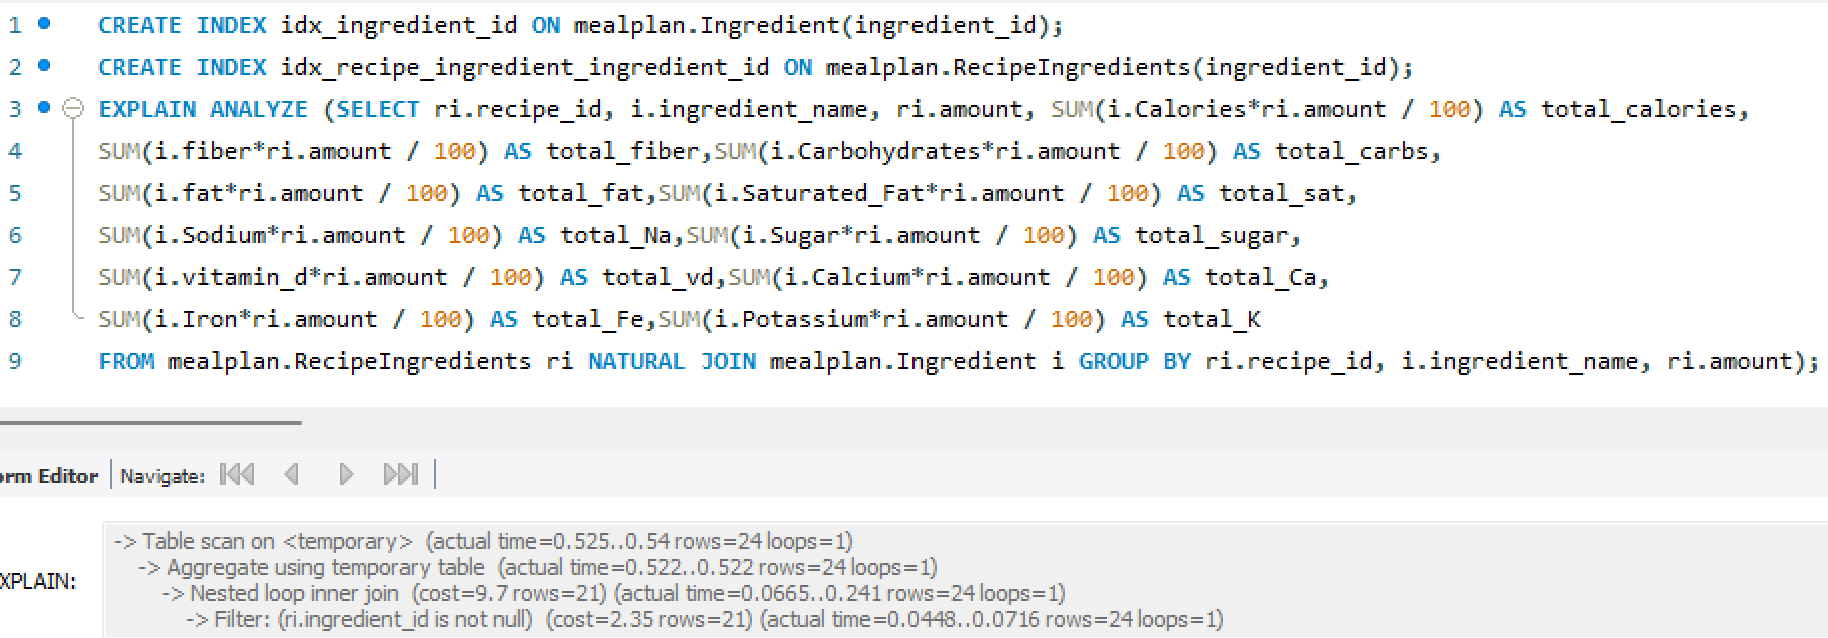 1 CREATE INDEX idx_ingredient_id ON mealplan.Ingredient(ingredient_id);
2 CREATE INDEX idx_recipe_ingredient_ingredient_id ON mealplan.RecipeIngredients(ingredient_id);
3 EXPLAIN ANALYZE (SELECT ri.recipe_id, i.ingredient_name, ri.amount, SUM(i.Calories*ri.amount / 100) AS total_calories,
4 SUM(i.fiber*ri.amount / 100) AS total_fiber,SUM(i.Carbohydrates*ri.amount / 100) AS total_carbs,
5 SUM(i.fat*ri.amount / 100) AS total_fat,SUM(i.Saturated_Fat*ri.amount / 100) AS total_sat,
6 SUM(i.Sodium*ri.amount / 100) AS total_Na,SUM(i.Sugar*ri.amount / 100) AS total_sugar,
7 SUM(i.vitamin_d*ri.amount / 100) AS total_vd,SUM(i.Calcium*ri.amount / 100) AS total_Ca,
8 SUM(i.Iron*ri.amount / 100) AS total_Fe,SUM(i.Potassium*ri.amount / 100) AS total_K
9 FROM mealplan.RecipeIngredients ri NATURAL JOIN mealplan.Ingredient i GROUP BY ri.recipe_id, i.ingredient_name, ri.amount);
orm Editor Navigate:
XPLAIN:
-> Table scan on <temporary> (actual time=0.525..0.54 rows=24 loops=1)
-> Aggregate using temporary table (actual time=0.522..0.522 rows=24 loops=1)
-> Nested loop inner join (cost=9.7 rows=21) (actual time=0.0665..0.241 rows=24 loops=1)
-> Filter: (ri.ingredient_id is not null) (cost=2.35 rows=21) (actual time=0.0448..0.0716 rows=24 loops=1)